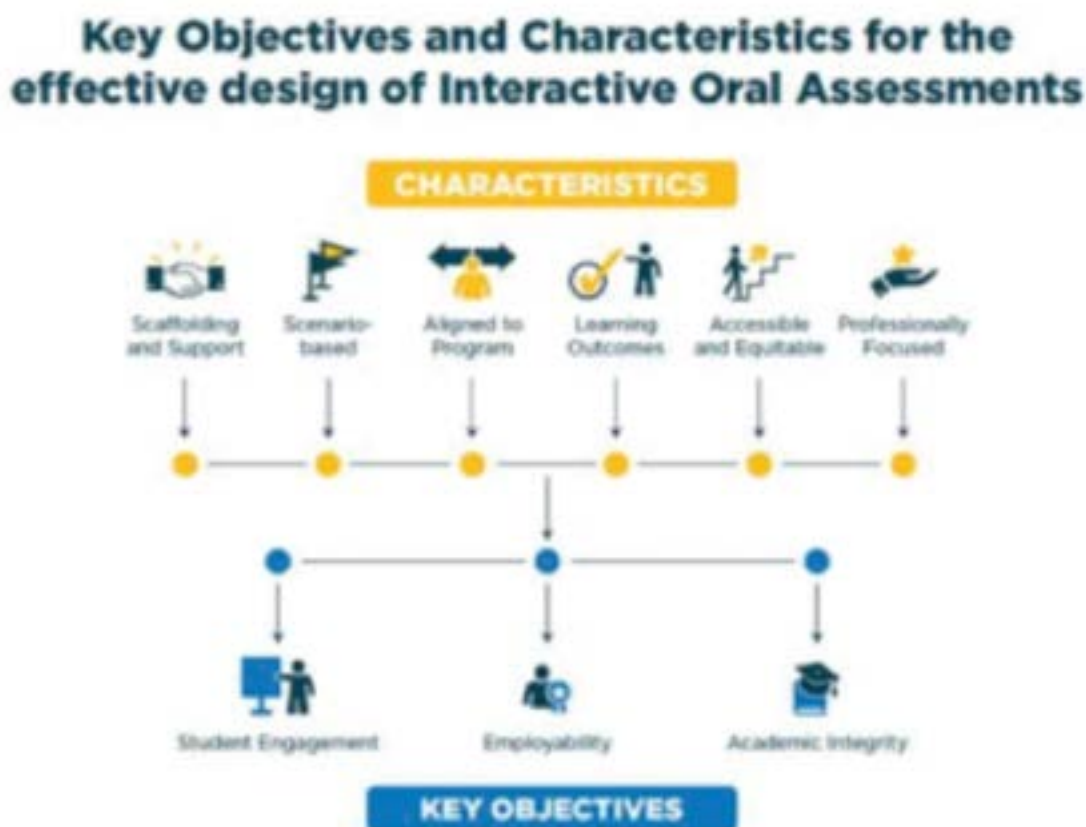 Key Objectives and Characteristics for the
effective design of Interactive Oral Assessments
CHARACTERISTICS
Scaffolding
and Support
Scenario-
based
Aligned to
Program
Learning
Outcomes
Accessible
and Equitable
Professionally
Focused
Student Engagement
Employability
Academic Integrity
KEY OBJECTIVES